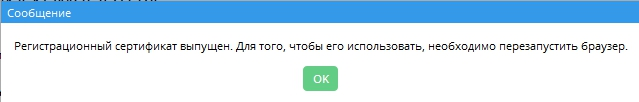 Сообщение
Регистрационный сертификат выпущен. Для того, чтобы его использовать, необходимо перезапустить браузер.
OK